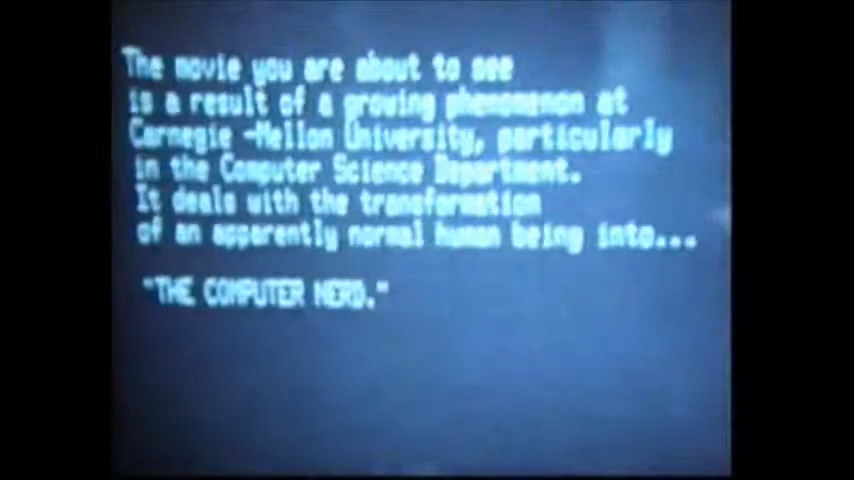 The movie you are about to see
is a result of a growing phenomenon at
Carnegie -Mellon University, particularly
in the Computer Science Department.
It deals with the transformation
of an apparently normal human being into...
"THE COMPUTER NERD."